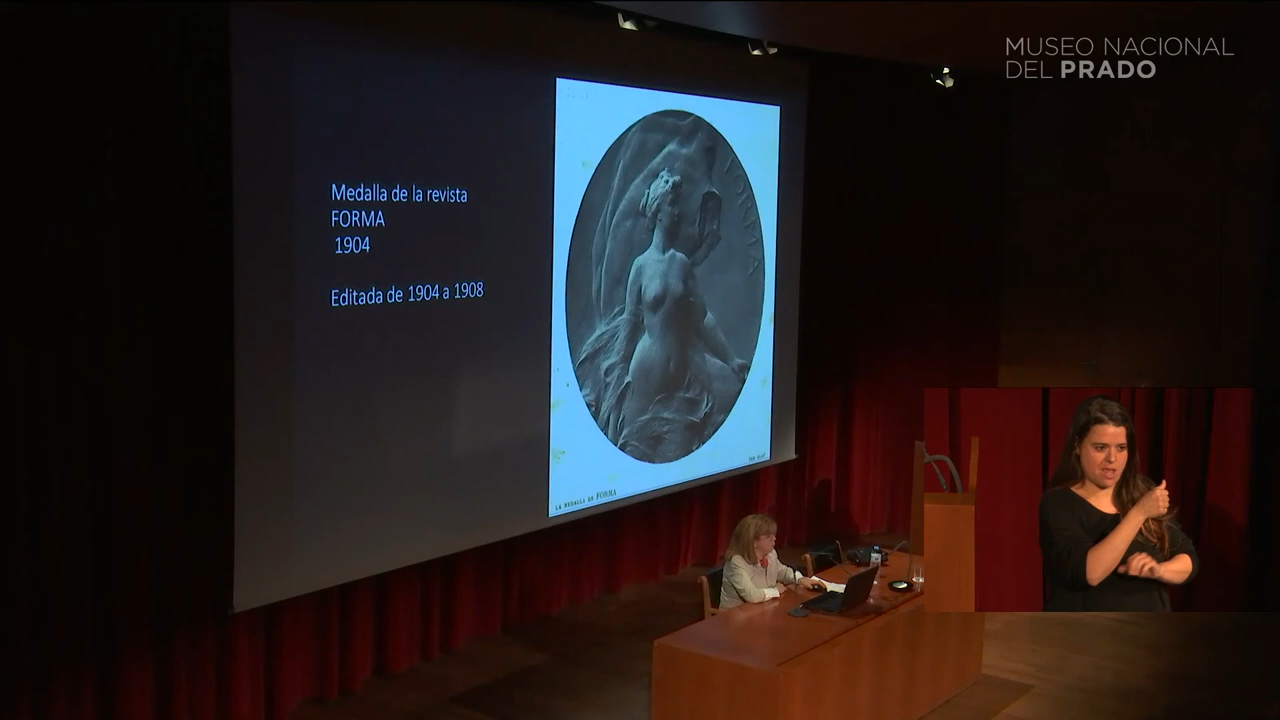 MUSEO NACIONAL
DEL PRADO
Medalla de la revista
FORMA
1904
Editada de 1904 a 1908
FORMA
LA MEDALLA DE FORMA